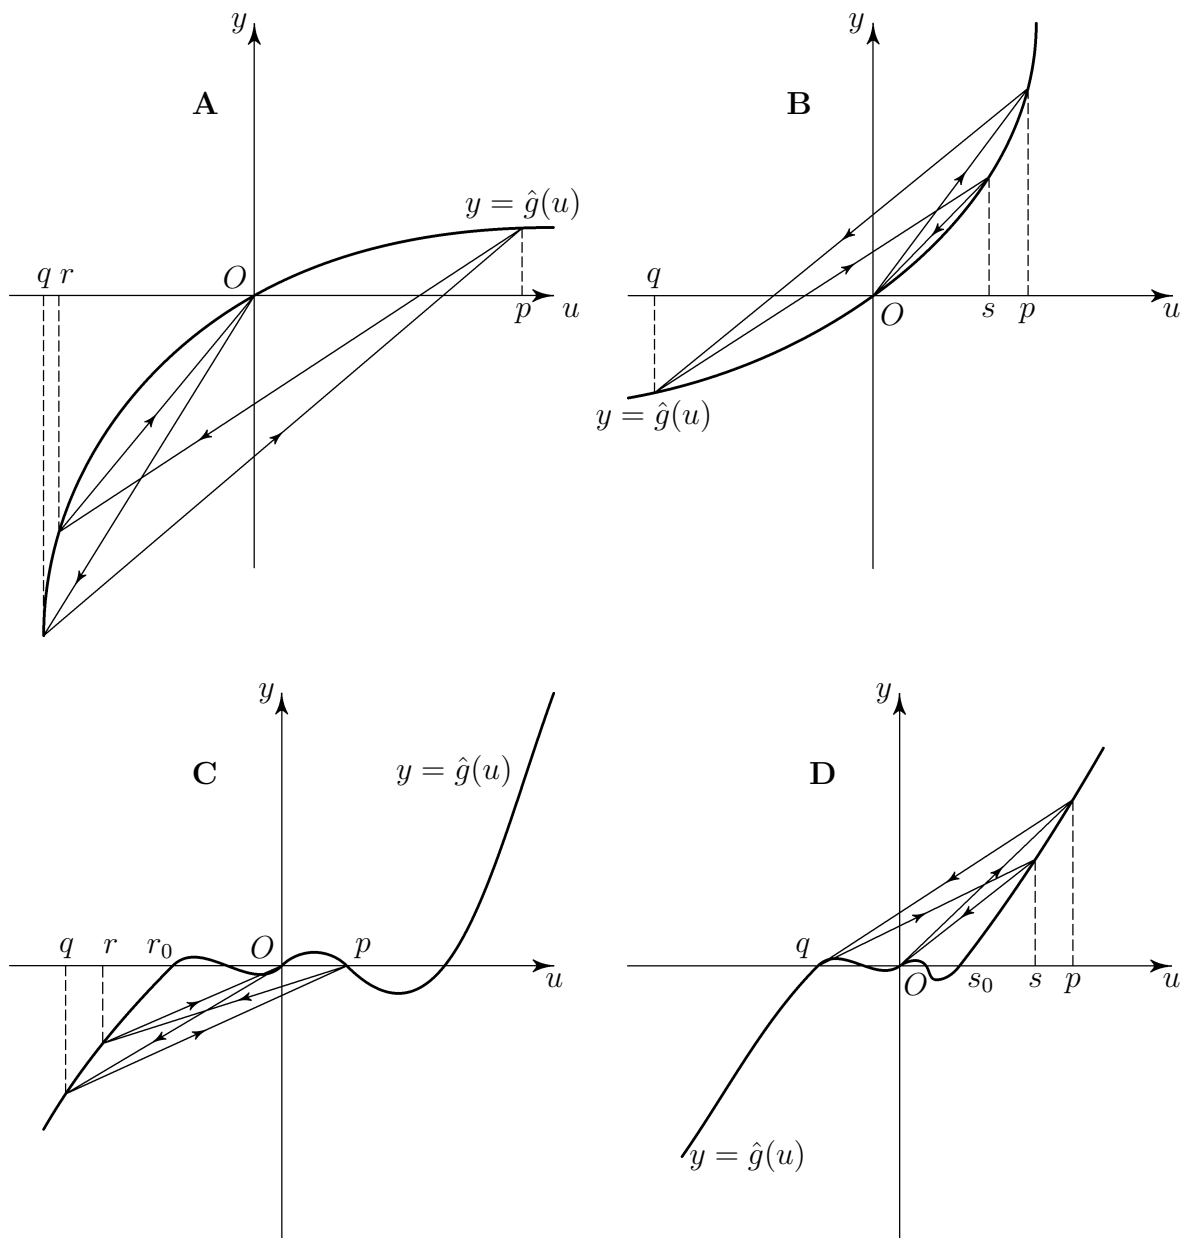 y
A
y = ĝ(u)
q r
O
p
u
y
B
q
O
s
p
u
y = ĝ(u)
y
C
y = ĝ(u)
q
r
r₀
O
p
u
y
D
q
O
s₀
s
p
u
y = ĝ(u)